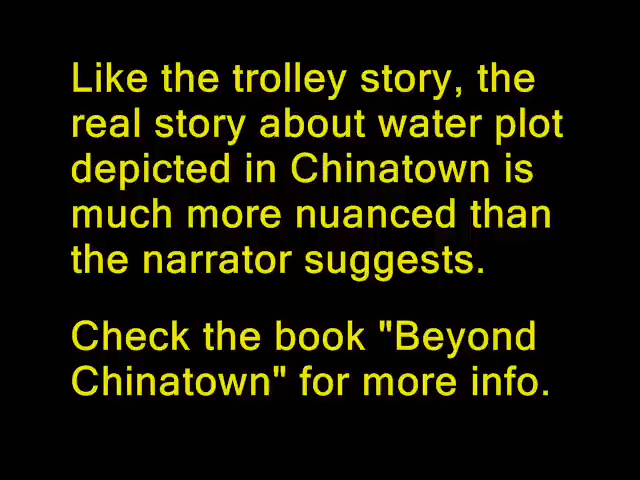 Like the trolley story, the
real story about water plot
depicted in Chinatown is
much more nuanced than
the narrator suggests.
Check the book "Beyond
Chinatown" for more info.